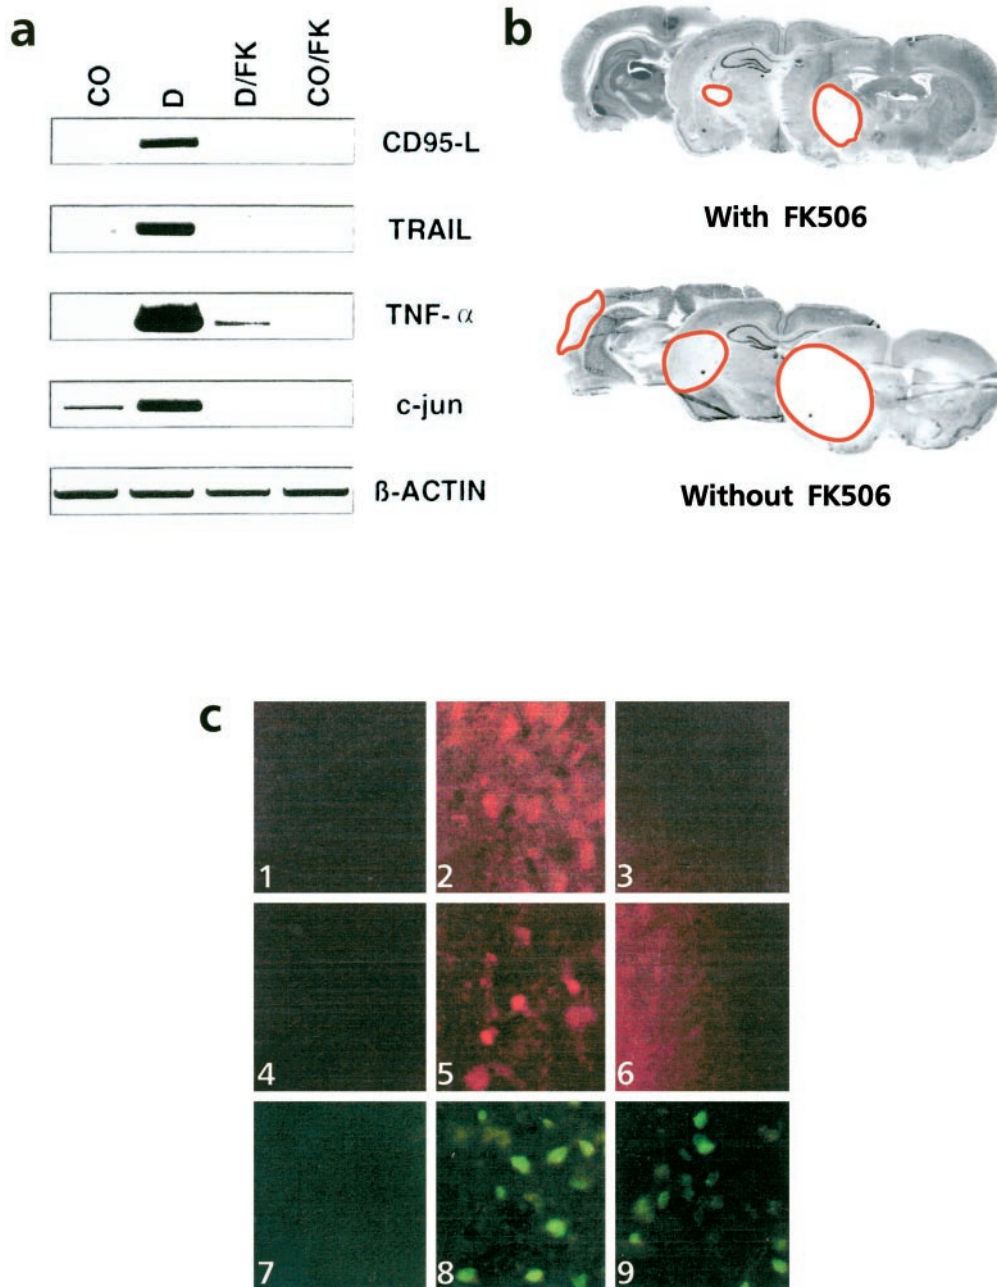 a
CO D D/FK CO/FK
CD95-L
TRAIL
TNF- α
c-jun
ß-ACTIN
b
With FK506
Without FK506
c
1 2 3
4 5 6
7 8 9